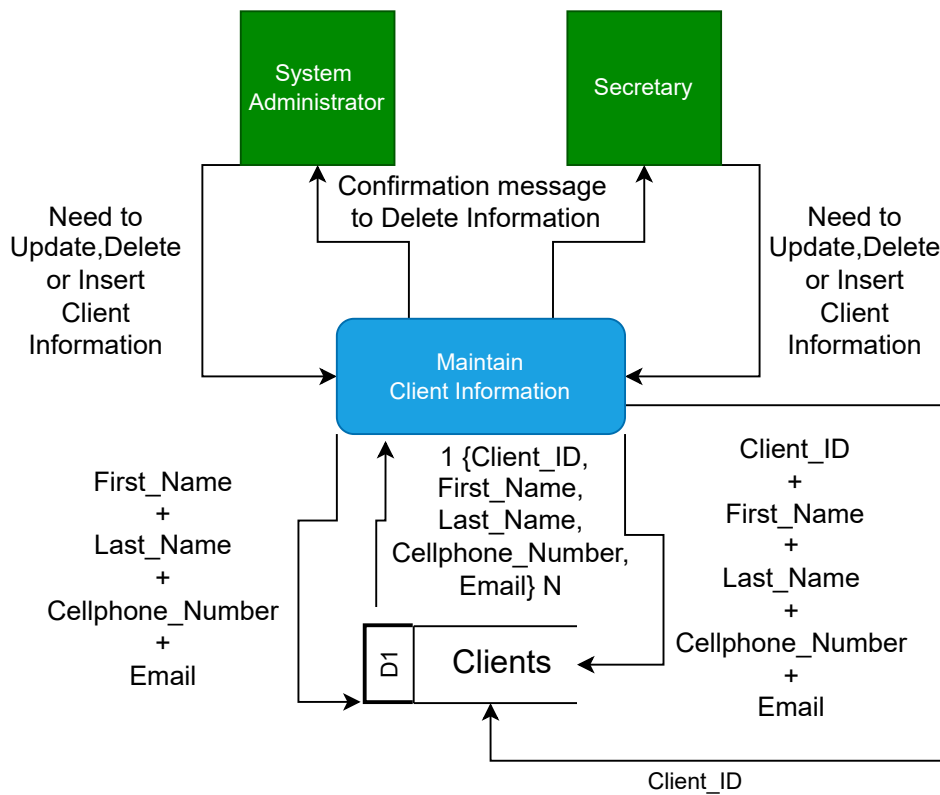 System
Administrator
Secretary
Confirmation message
to Delete Information
Need to
Update,Delete
or Insert
Client
Information
Need to
Update,Delete
or Insert
Client
Information
Maintain
Client Information
First_Name
+
Last_Name
+
Cellphone_Number
+
Email
1 {Client_ID,
First_Name,
Last_Name,
Cellphone_Number,
Email} N
Client_ID
+
First_Name
+
Last_Name
+
Cellphone_Number
+
Email
D1
Clients
Client_ID